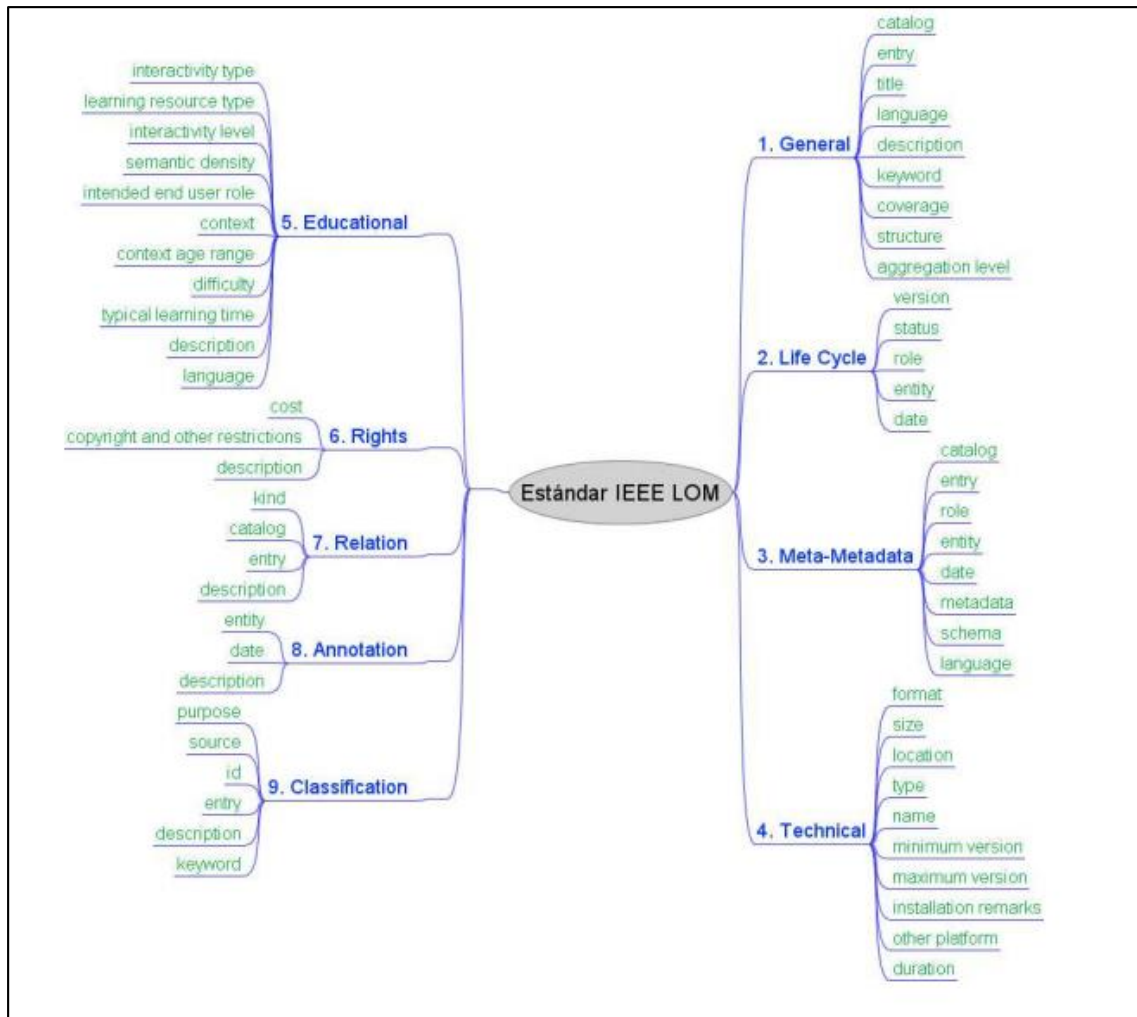 Estándar IEEE LOM
1. General
catalog
entry
title
language
description
keyword
coverage
structure
aggregation level
2. Life Cycle
version
status
role
entity
date
3. Meta-Metadata
catalog
entry
role
entity
date
metadata
schema
language
4. Technical
format
size
location
type
name
minimum version
maximum version
installation remarks
other platform
duration
5. Educational
interactivity type
learning resource type
interactivity level
semantic density
intended end user role
context
context age range
difficulty
typical learning time
description
language
6. Rights
cost
copyright and other restrictions
description
7. Relation
kind
catalog
entry
description
8. Annotation
entity
date
description
9. Classification
purpose
source
id
entry
description
keyword